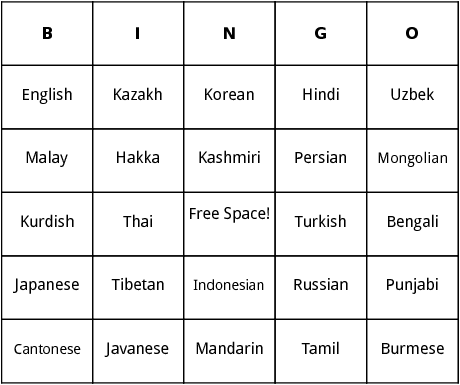 B I N G O
English Kazakh Korean Hindi Uzbek
Malay Hakka Kashmiri Persian Mongolian
Kurdish Thai Free Space! Turkish Bengali
Japanese Tibetan Indonesian Russian Punjabi
Cantonese Javanese Mandarin Tamil Burmese